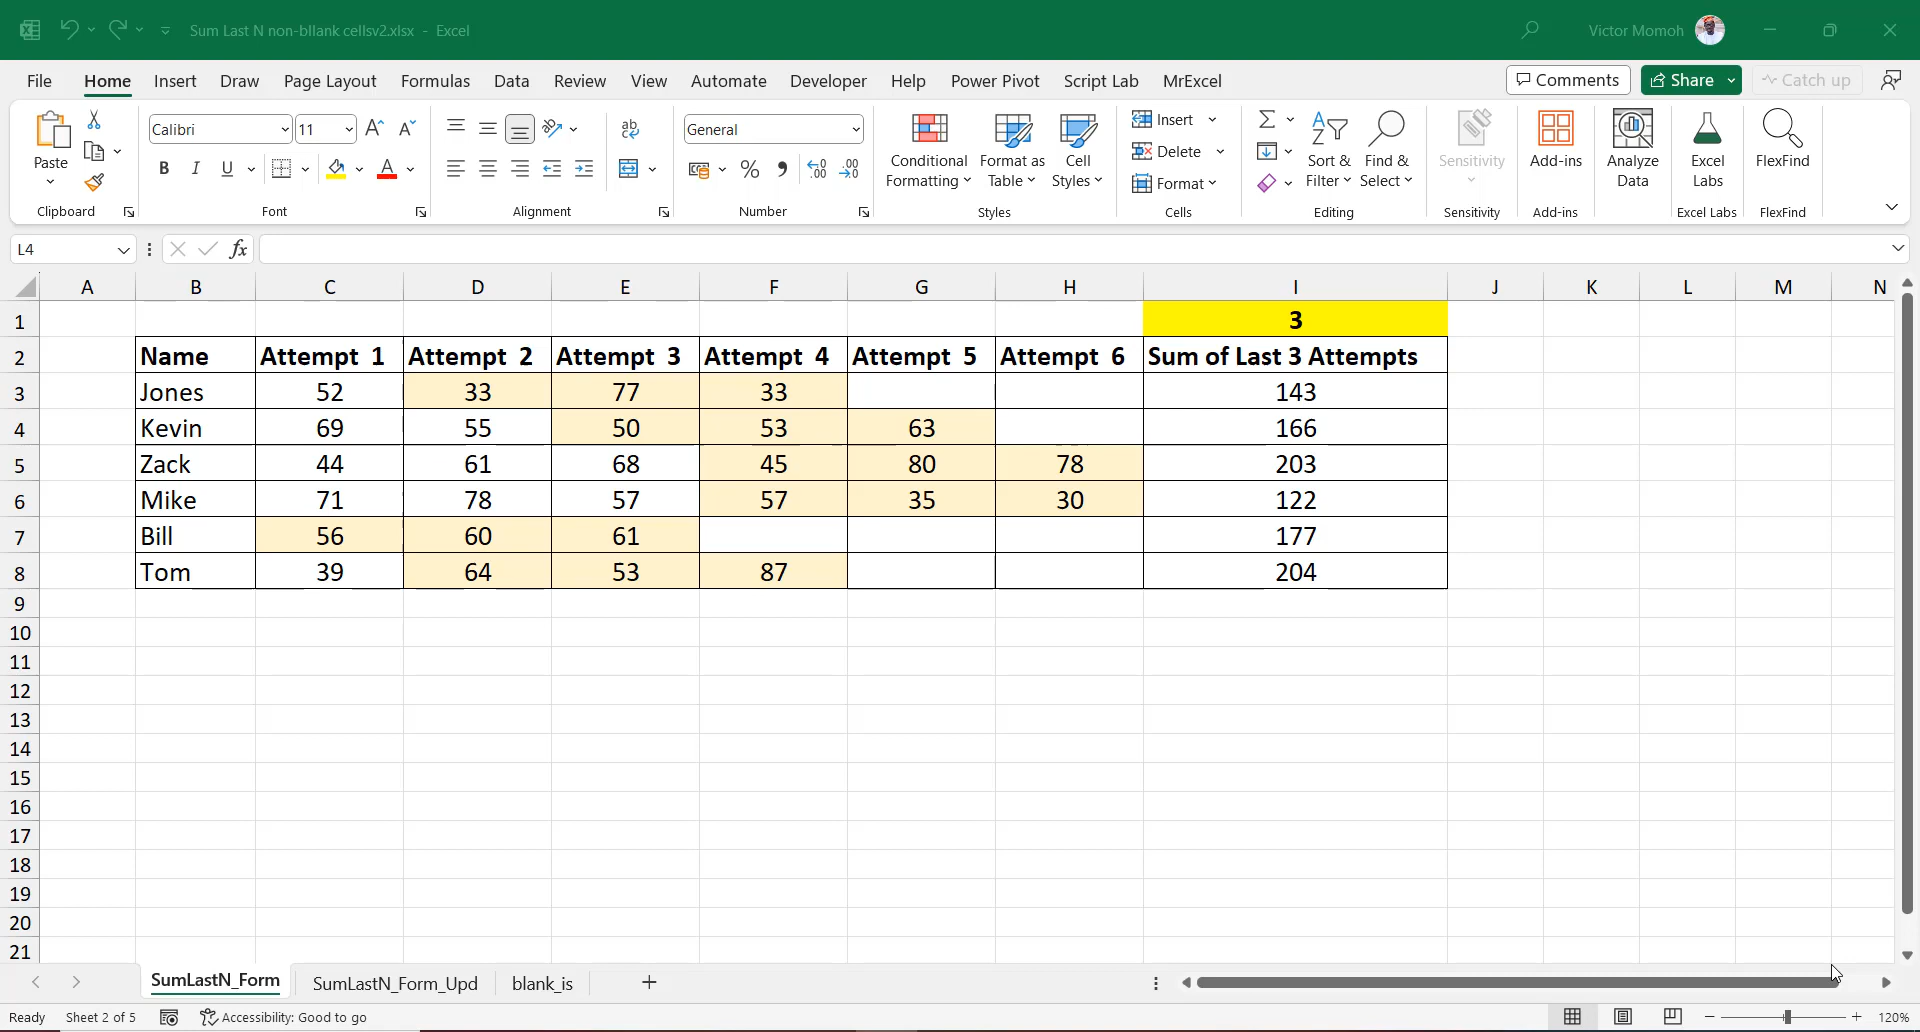 Sum Last N non-bllank cellsv2.xlsx - Excel
Victor Momoh
File Home Insert Draw Page Layout Formulas Data Review View Automate Developer Help Power Pivot Script Lab MrExcel
Comments Share Catch up
Paste
Clipboard
Calibri 11
B I U
Font
ab
Alignment
General
Number
Conditional Formatting
Format as Table
Cell Styles
Styles
Insert
Delete
Format
Cells
Sort & Filter
Find & Select
Editing
Sensitivity
Sensitivity
Add-ins
Add-ins
Analyze Data
Excel Labs
Excel Labs
FlexFind
FlexFind
L4
fx
A B C D E F G H I J K L M N
1 3
2 Name Attempt 1 Attempt 2 Attempt 3 Attempt 4 Attempt 5 Attempt 6 Sum of Last 3 Attempts
3 Jones 52 33 77 33 143
4 Kevin 69 55 50 53 63 166
5 Zack 44 61 68 45 80 78 203
6 Mike 71 78 57 57 35 30 122
7 Bill 56 60 61 177
8 Tom 39 64 53 87 204
9
10
11
12
13
14
15
16
17
18
19
20
21
SumLastN_Form SumLastN_Form_Upd blank_is
Ready Sheet 2 of 5 Accessibility: Good to go 120%